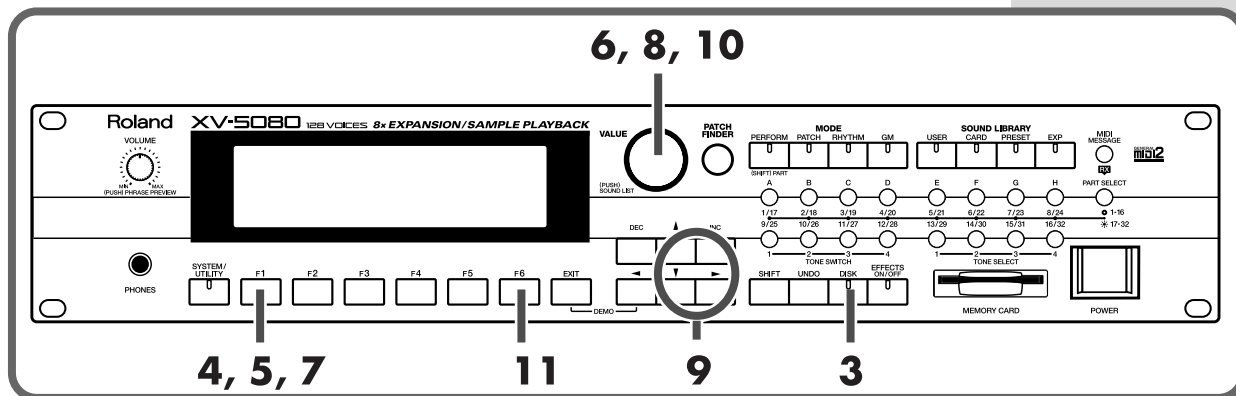 6, 8, 10
Roland XV-5080 128 VOICES 8x EXPANSION/SAMPLE PLAYBACK
VOLUME
MIN MAX
(PUSH) PHRASE PREVIEW
PHONES
VALUE
(PUSH)
SOUND LIST
PATCH
FINDER
MODE
PERFORM PATCH RHYTHM GM
(SHIFT) PART
SOUND LIBRARY
USER CARD PRESET EXP
MIDI
MESSAGE
RX
GENERAL
MIDI2
A B C D E F G H PART SELECT
1/17 2/18 3/19 4/20 5/21 6/22 7/23 8/24 1-16
9/25 10/26 11/27 12/28 13/29 14/30 15/31 16/32 17-32
1 2 3 4 1 2 3 4
TONE SWITCH TONE SELECT
DEC INC
SYSTEM/
UTILITY
F1 F2 F3 F4 F5 F6 EXIT
DEMO
SHIFT UNDO DISK EFFECTS
ON/OFF
MEMORY CARD
POWER
4, 5, 7 11 9 3